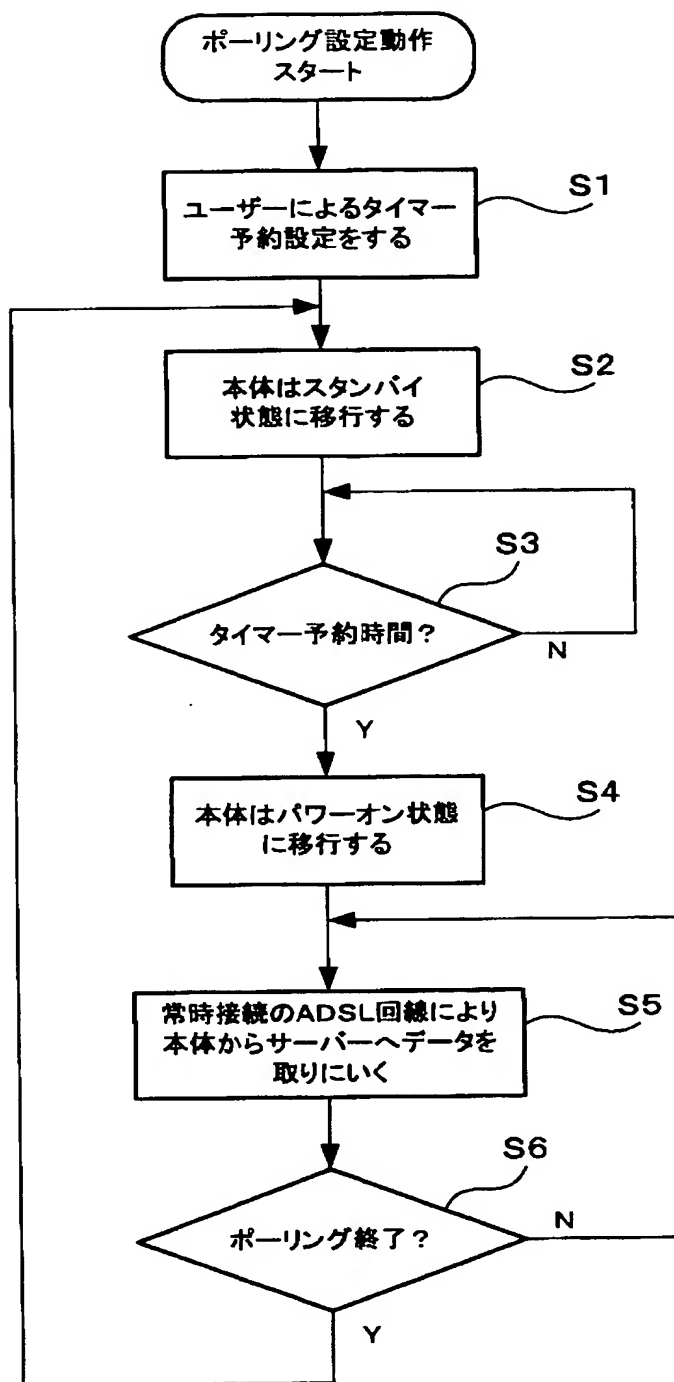 ポーリング設定動作
スタート
S1
ユーザーによるタイマー
予約設定をする
S2
本体はスタンバイ
状態に移行する
S3
タイマー予約時間?
N
Y
S4
本体はパワーオン状態
に移行する
S5
常時接続のADSL回線により
本体からサーバーへデータを
取りにいく
S6
ポーリング終了?
N
Y